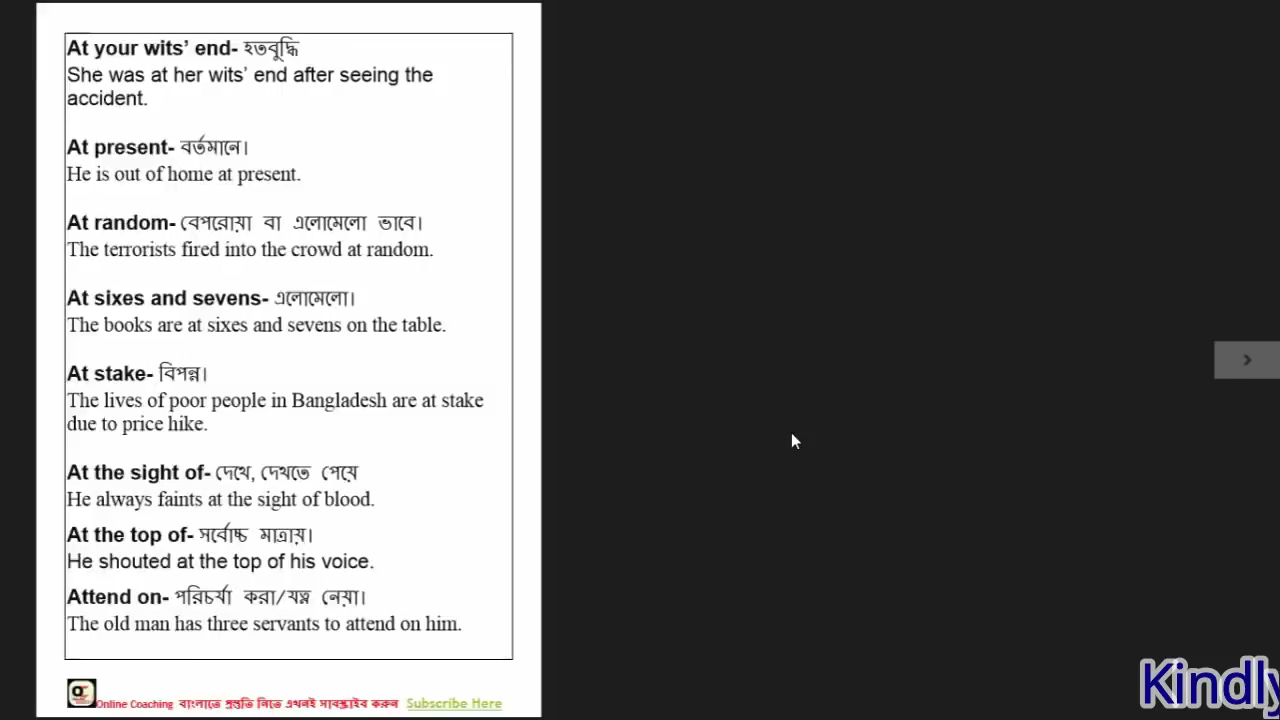 At your wits’ end- হতবুদ্ধি
She was at her wits’ end after seeing the
accident.
At present- বর্তমানে।
He is out of home at present.
At random- বেপরোয়া বা এলোমেলো ভাবে।
The terrorists fired into the crowd at random.
At sixes and sevens- এলোমেলো।
The books are at sixes and sevens on the table.
At stake- বিপন্ন।
The lives of poor people in Bangladesh are at stake
due to price hike.
At the sight of- দেখে, দেখতে পেয়ে
He always faints at the sight of blood.
At the top of- সর্বোচ্চ মাত্রায়।
He shouted at the top of his voice.
Attend on- পরিচর্যা করা/যত্ন নেয়া।
The old man has three servants to attend on him.
Online Coaching বাংলাতে প্রস্তুতি নিতে এখনই সাবস্ক্রাইব করুন Subscribe Here
Kindly